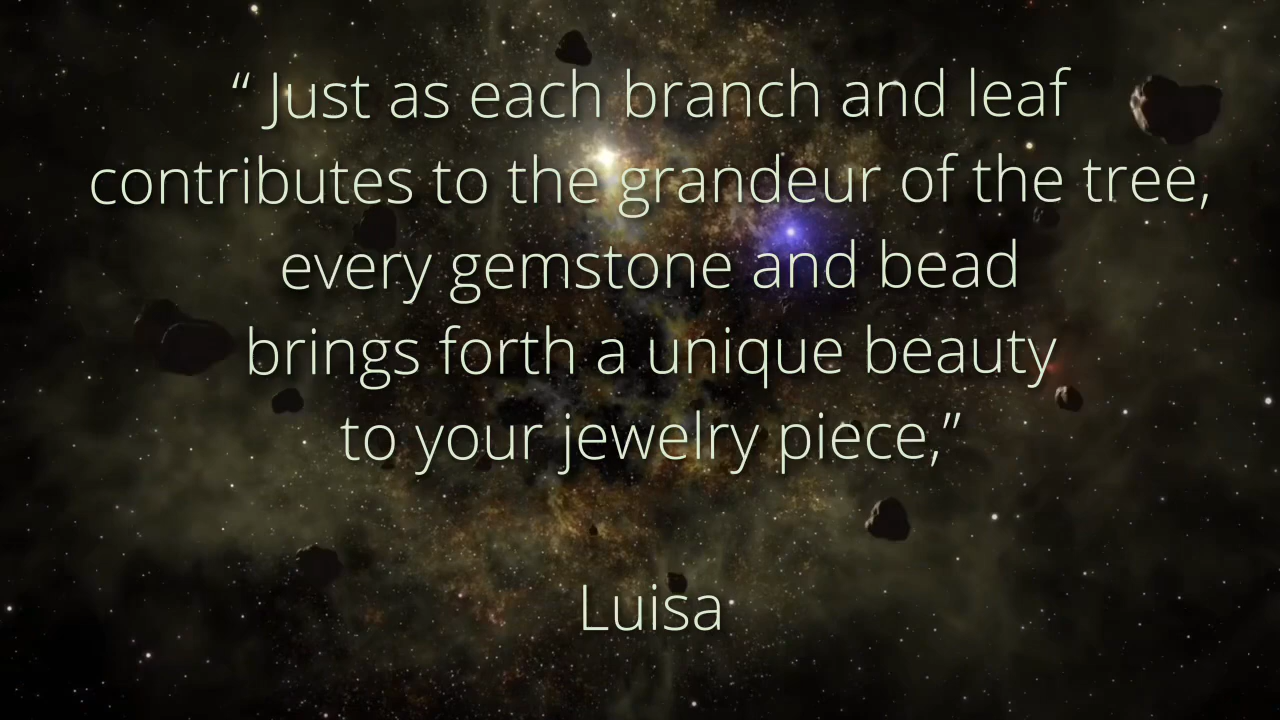 “ Just as each branch and leaf
contributes to the grandeur of the tree,
every gemstone and bead
brings forth a unique beauty
to your jewelry piece,”
Luisa